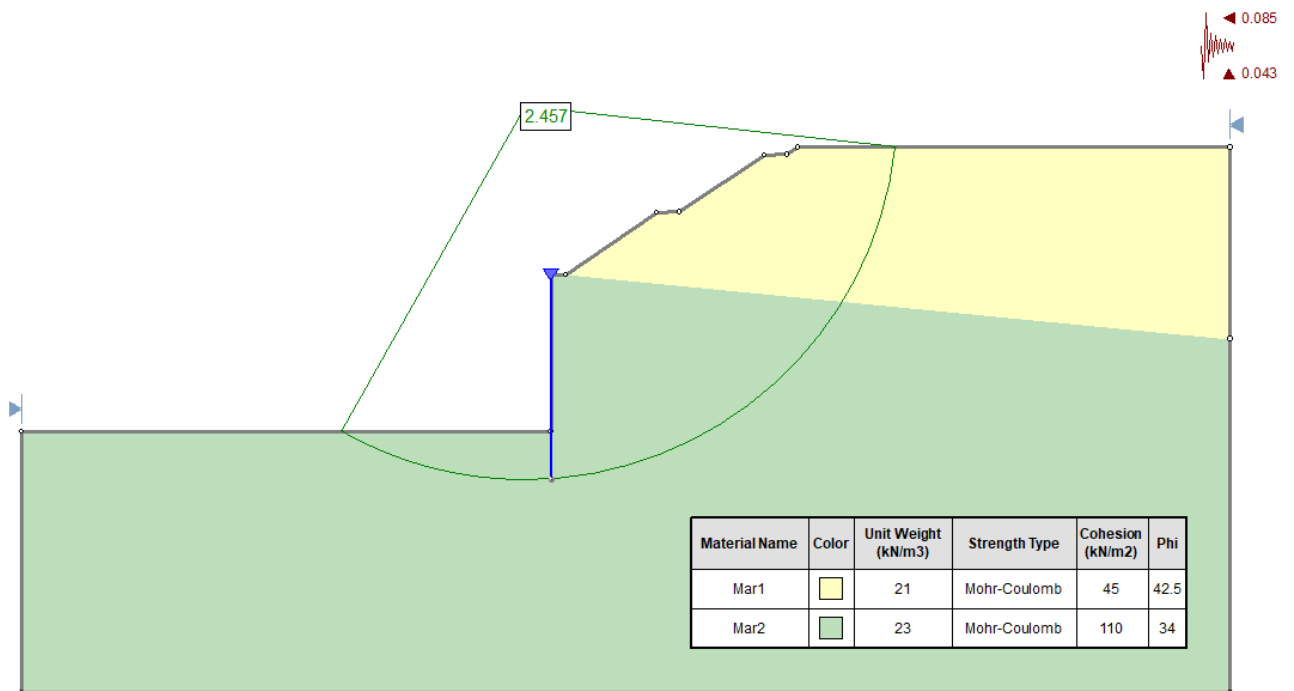 0.085
0.043
2.457
Material Name Color Unit Weight (kN/m3) Strength Type Cohesion (kN/m2) Phi
Mar1 21 Mohr-Coulomb 45 42.5
Mar2 23 Mohr-Coulomb 110 34